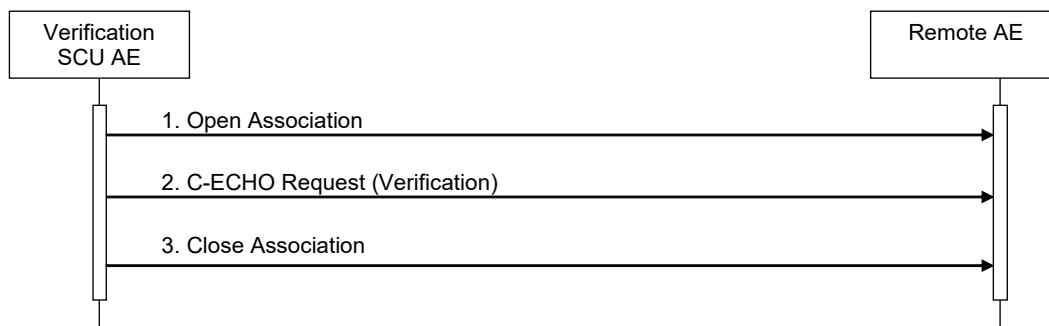 Verification
SCU AE
Remote AE
1. Open Association
2. C-ECHO Request (Verification)
3. Close Association